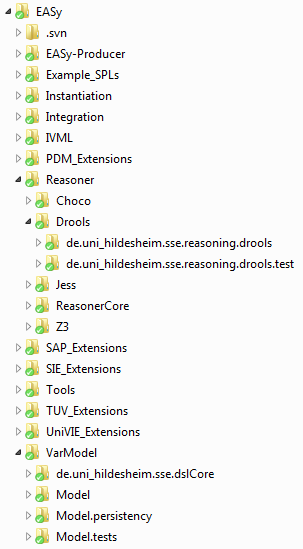 EASy
.svn
EASy-Producer
Example_SPLs
Instantiation
Integration
IVML
PDM_Extensions
Reasoner
Choco
Drools
de.uni_hildesheim.sse.reasoning.drools
de.uni_hildesheim.sse.reasoning.drools.test
Jess
ReasonerCore
Z3
SAP_Extensions
SIE_Extensions
Tools
TUV_Extensions
UniVIE_Extensions
VarModel
de.uni_hildesheim.sse.dslCore
Model
Model.persistency
Model.tests